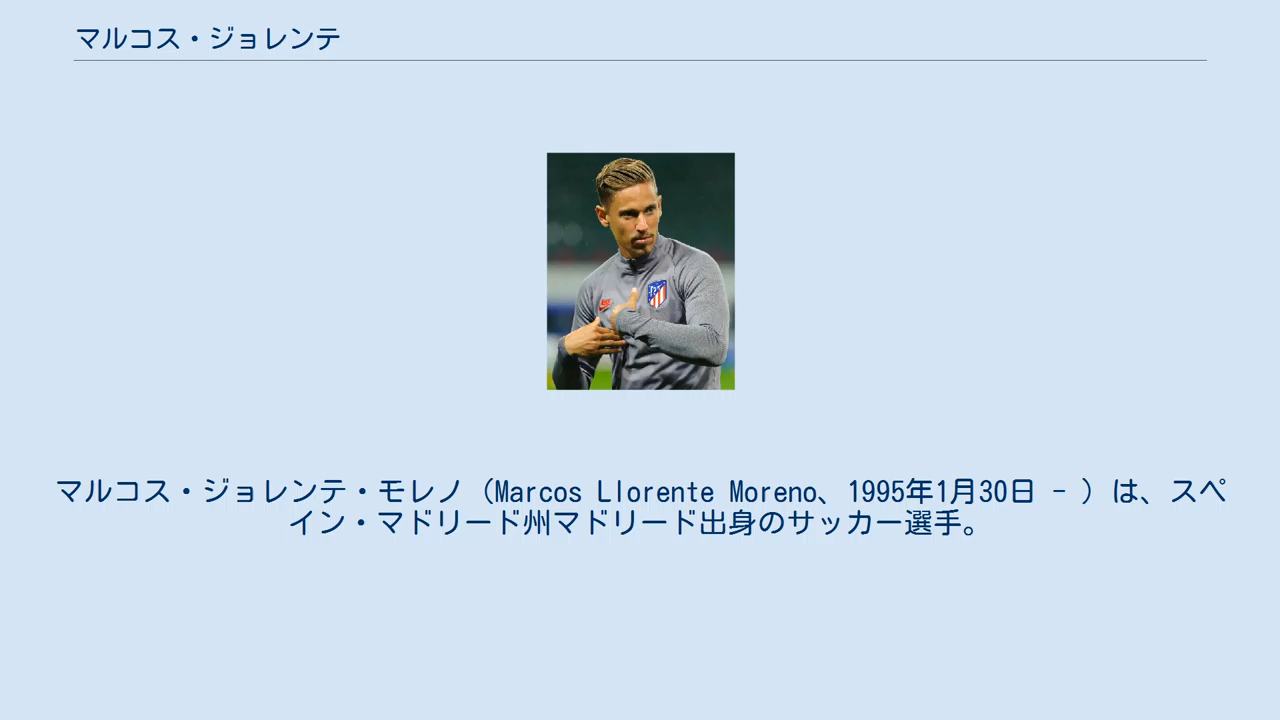 マルコス・ジョレンテ
マルコス・ジョレンテ・モレノ（Marcos Llorente Moreno、1995年1月30日 - ）は、スペ
イン・マドリード州マドリード出身のサッカー選手。